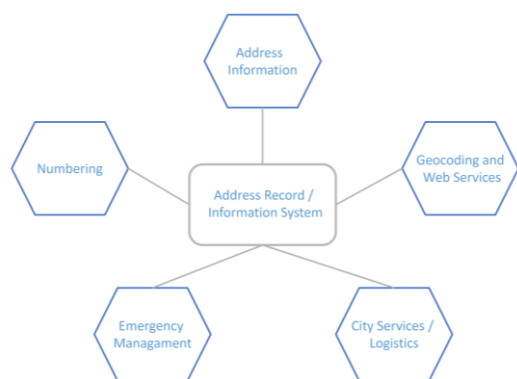 Address
Information
Numbering
Geocoding and
Web Services
Address Record /
Information System
Emergency
Managament
City Services /
Logistics